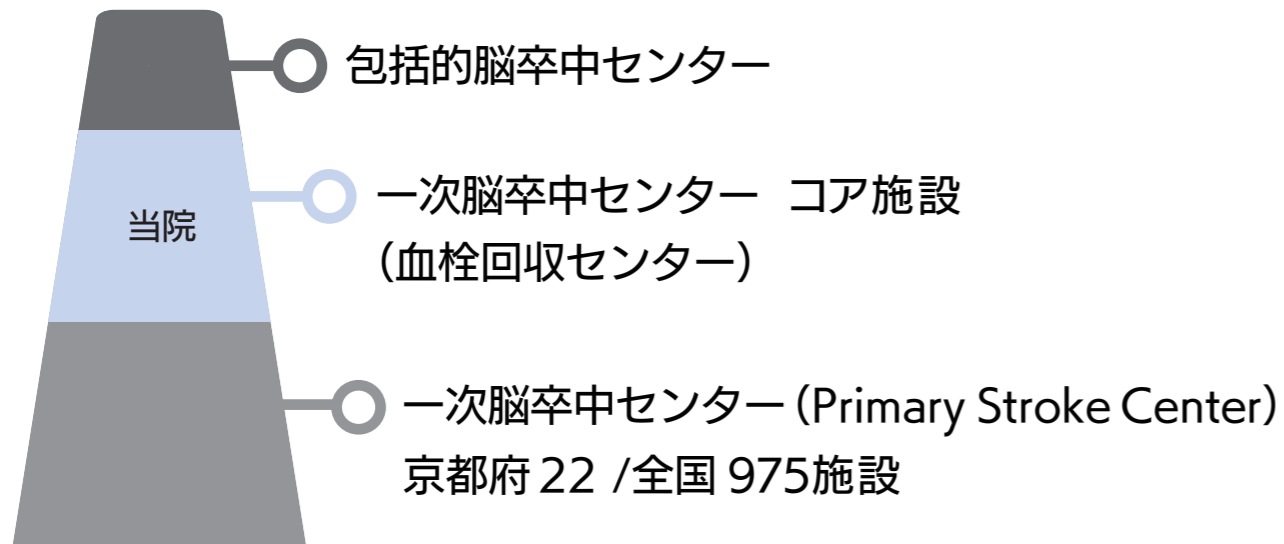 包括的脳卒中センター
一次脳卒中センター コア施設
(血栓回収センター)
当院
一次脳卒中センター(Primary Stroke Center)
京都府 22 /全国 975施設